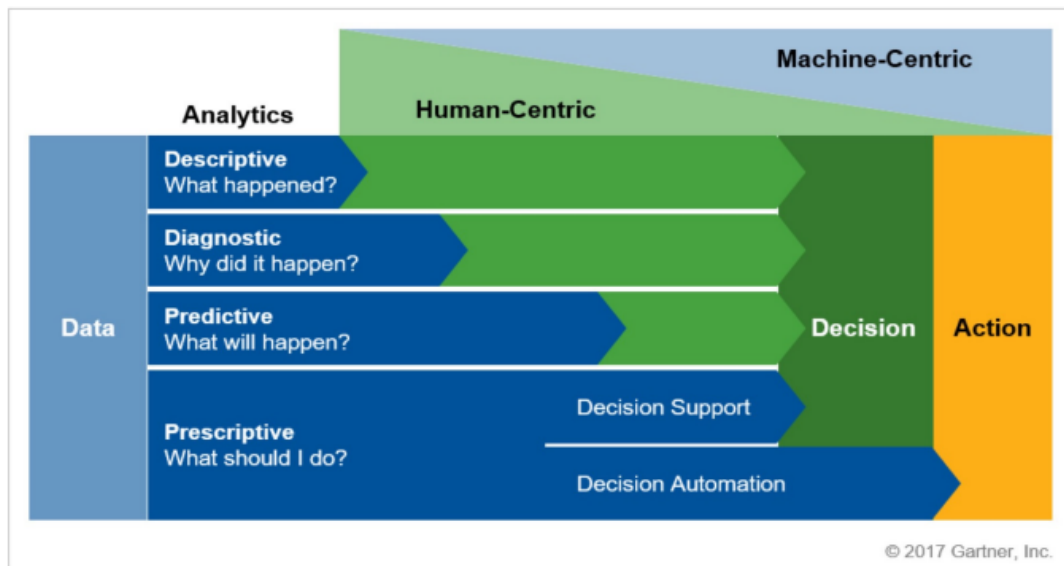 Machine-Centric
Human-Centric
Analytics
Descriptive
What happened?
Diagnostic
Why did it happen?
Predictive
What will happen?
Data
Decision
Action
Prescriptive
What should I do?
Decision Support
Decision Automation
© 2017 Gartner, Inc.